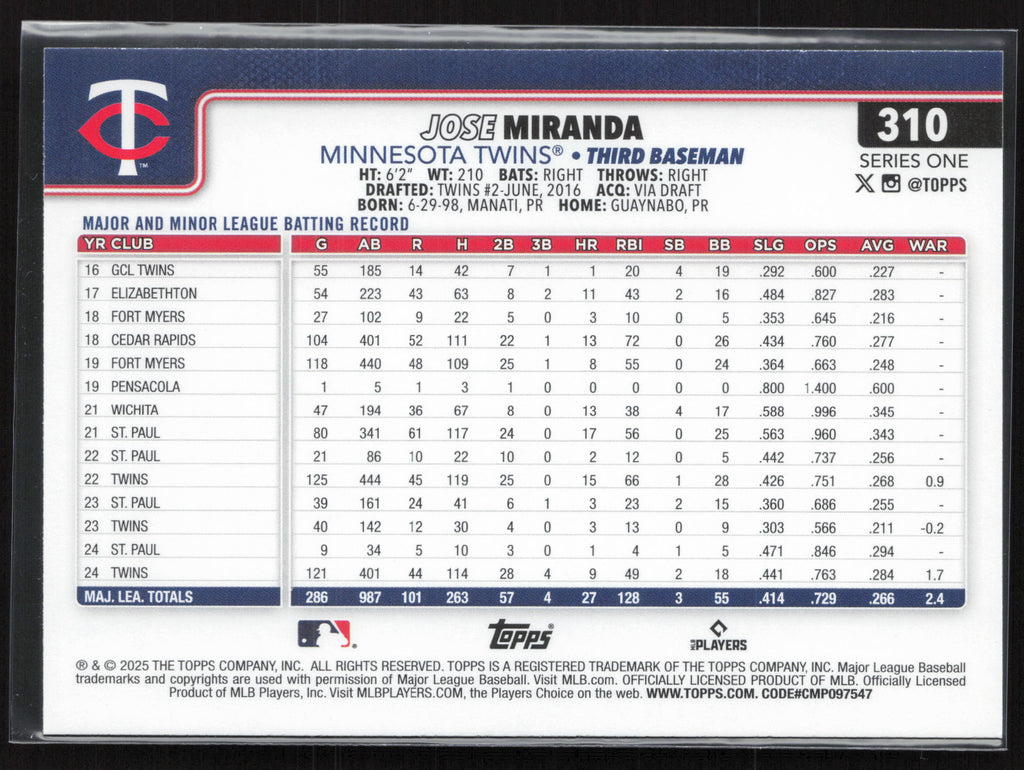 TC ™
JOSE MIRANDA
310
MINNESOTA TWINS® • THIRD BASEMAN
SERIES ONE
HT: 6'2" WT: 210 BATS: RIGHT THROWS: RIGHT
X @TOPPS
DRAFTED: TWINS #2-JUNE, 2016 ACQ: VIA DRAFT
BORN: 6-29-98, MANATI, PR HOME: GUAYNABO, PR
MAJOR AND MINOR LEAGUE BATTING RECORD
YR CLUB G AB R H 2B 3B HR RBI SB BB SLG OPS AVG WAR
16 GCL TWINS 55 185 14 42 7 1 1 20 4 19 .292 .600 .227 -
17 ELIZABETHTON 54 223 43 63 8 2 11 43 2 16 .484 .827 .283 -
18 FORT MYERS 27 102 9 22 5 0 3 10 0 5 .353 .645 .216 -
18 CEDAR RAPIDS 104 401 52 111 22 1 13 72 0 26 .434 .760 .277 -
19 FORT MYERS 118 440 48 109 25 1 8 55 0 24 .364 .663 .248 -
19 PENSACOLA 1 5 1 3 1 0 0 0 0 0 .800 1.400 .600 -
21 WICHITA 47 194 36 67 8 0 13 38 4 17 .588 .996 .345 -
21 ST. PAUL 80 341 61 117 24 0 17 56 0 25 .563 .960 .343 -
22 ST. PAUL 21 86 10 22 10 0 2 12 0 5 .442 .737 .256 -
22 TWINS 125 444 45 119 25 0 15 66 1 28 .426 .751 .268 0.9
23 ST. PAUL 39 161 24 41 6 1 3 23 2 15 .360 .686 .255 -
23 TWINS 40 142 12 30 4 0 3 13 0 9 .303 .566 .211 -0.2
24 ST. PAUL 9 34 5 10 3 0 1 4 1 5 .471 .846 .294 -
24 TWINS 121 401 44 114 28 4 9 49 2 18 .441 .763 .284 1.7
MAJ. LEA. TOTALS 286 987 101 263 57 4 27 128 3 55 .414 .729 .266 2.4
Topps® MLB PLAYERS
® & © 2025 THE TOPPS COMPANY, INC. ALL RIGHTS RESERVED. TOPPS IS A REGISTERED TRADEMARK OF THE TOPPS COMPANY, INC. Major League Baseball
trademarks and copyrights are used with permission of Major League Baseball. Visit MLB.com. OFFICIALLY LICENSED PRODUCT OF MLB. Officially Licensed
Product of MLB Players, Inc. Visit MLBPLAYERS.COM, the Players Choice on the web. WWW.TOPPS.COM. CODE#CMP097547